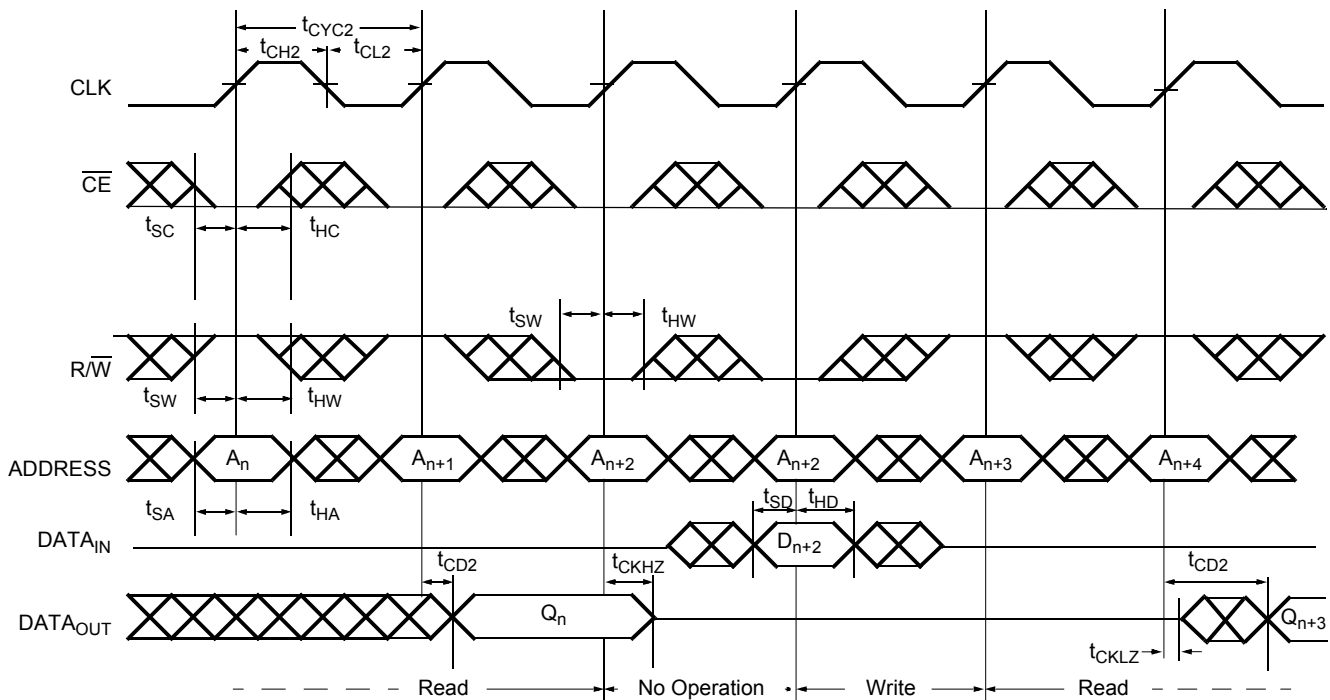 tCYC2
tCH2 tCL2
CLK
CE
tSC tHC
tSW tHW
R/W
tSW tHW
ADDRESS An An+1 An+2 An+2 An+3 An+4
tSA tHA tSD tHD
DATAIN Dn+2
tCD2 tCKHZ tCD2
DATAOUT Qn Qn+3
tCKLZ
Read No Operation Write Read